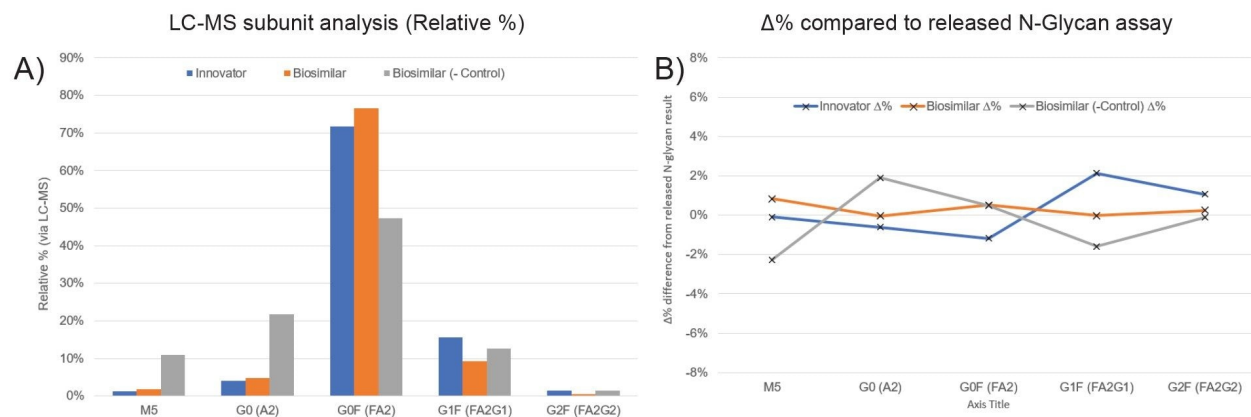 LC-MS subunit analysis (Relative %)
A)
Innovator
Biosimilar
Biosimilar (- Control)
Relative % (via LC-MS)
90%
80%
70%
60%
50%
40%
30%
20%
10%
0%
M5
G0 (A2)
G0F (FA2)
G1F (FA2G1)
G2F (FA2G2)
Δ% compared to released N-Glycan assay
B)
Innovator Δ%
Biosimilar Δ%
Biosimilar (-Control) Δ%
Δ% difference from released N-glycan result
8%
6%
4%
2%
0%
-2%
-4%
-6%
-8%
M5
G0 (A2)
G0F (FA2)
G1F (FA2G1)
G2F (FA2G2)
Axis Title